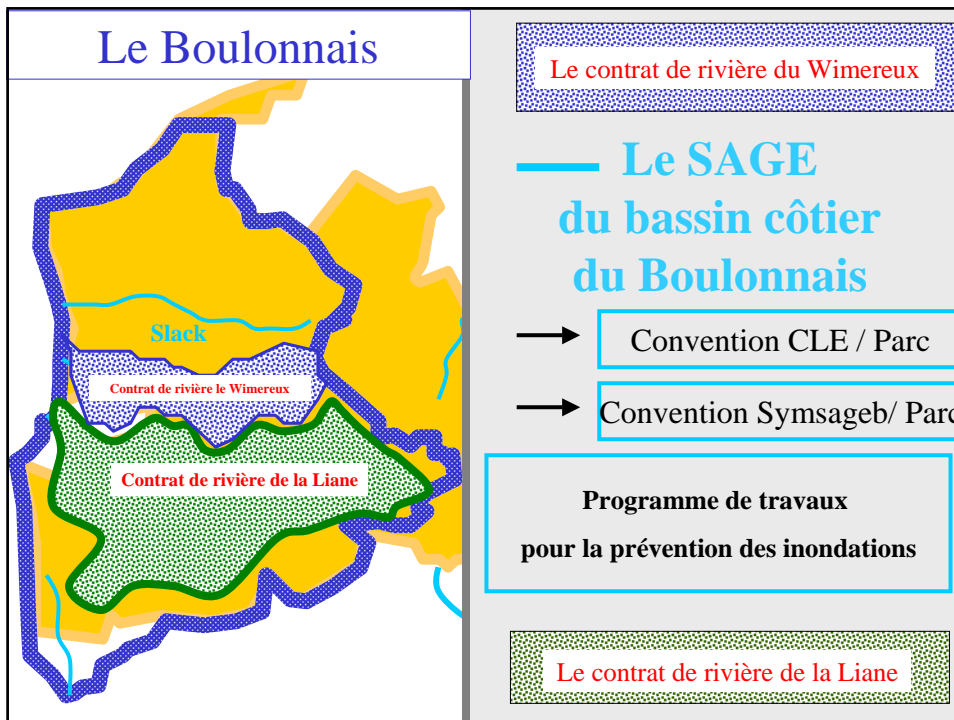 Le Boulonnais
Slack
Contrat de rivière le Wimereux
Contrat de rivière de la Liane
Le contrat de rivière du Wimereux
Le SAGE
du bassin côtier
du Boulonnais
Convention CLE / Parc
Convention Symsageb/ Parc
Programme de travaux
pour la prévention des inondations
Le contrat de rivière de la Liane